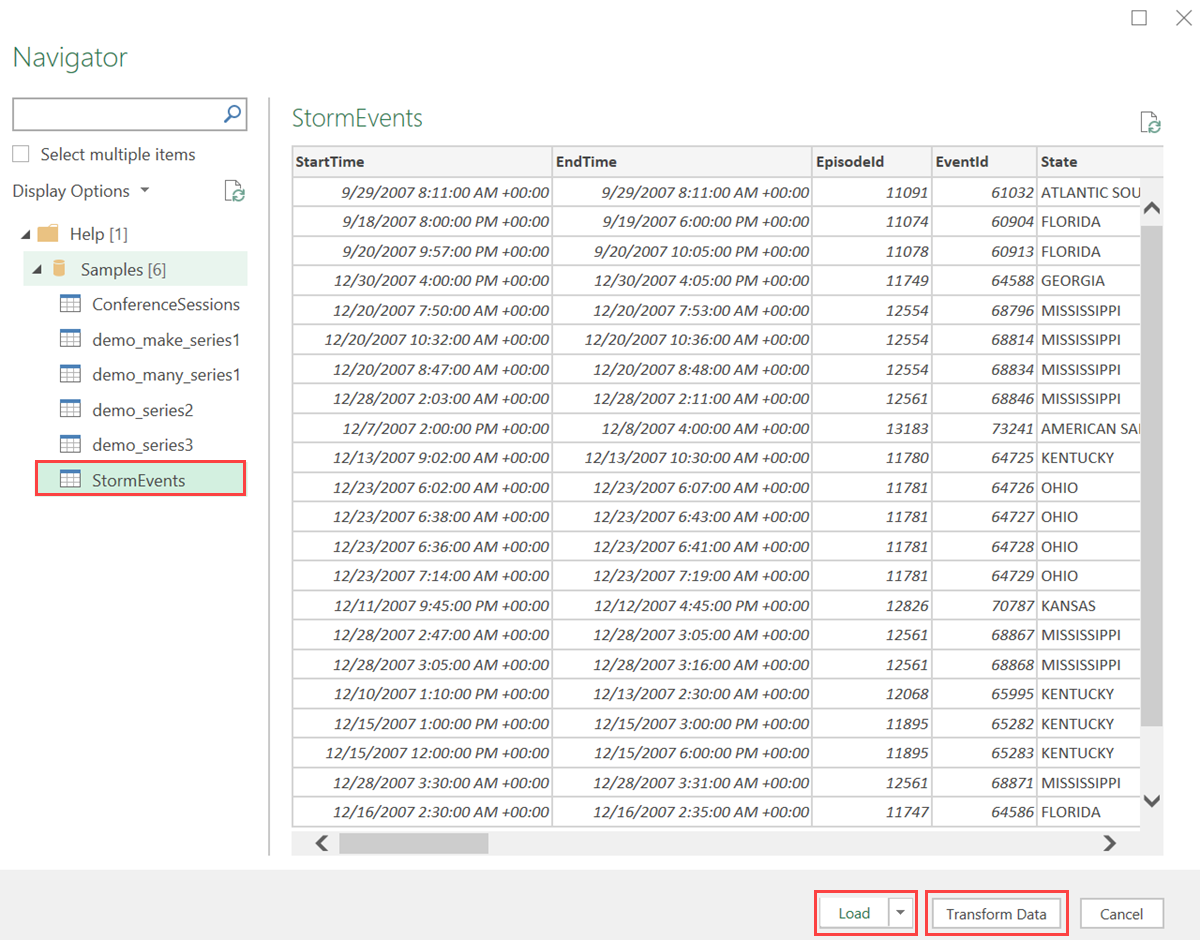 Navigator
Select multiple items
Display Options
Help [1]
Samples [6]
ConferenceSessions
demo_make_series1
demo_many_series1
demo_series2
demo_series3
StormEvents
StormEvents
StartTime EndTime EpisodeId EventId State
9/29/2007 8:11:00 AM +00:00 9/29/2007 8:11:00 AM +00:00 11091 61032 ATLANTIC SOU
9/18/2007 8:00:00 PM +00:00 9/19/2007 6:00:00 PM +00:00 11074 60904 FLORIDA
9/20/2007 9:57:00 PM +00:00 9/20/2007 10:05:00 PM +00:00 11078 60913 FLORIDA
12/30/2007 4:00:00 PM +00:00 12/30/2007 4:05:00 PM +00:00 11749 64588 GEORGIA
12/20/2007 7:50:00 AM +00:00 12/20/2007 7:53:00 AM +00:00 12554 68796 MISSISSIPPI
12/20/2007 10:32:00 AM +00:00 12/20/2007 10:36:00 AM +00:00 12554 68814 MISSISSIPPI
12/20/2007 8:47:00 AM +00:00 12/20/2007 8:48:00 AM +00:00 12554 68834 MISSISSIPPI
12/28/2007 2:03:00 AM +00:00 12/28/2007 2:11:00 AM +00:00 12561 68846 MISSISSIPPI
12/7/2007 2:00:00 PM +00:00 12/8/2007 4:00:00 AM +00:00 13183 73241 AMERICAN SAI
12/13/2007 9:02:00 AM +00:00 12/13/2007 10:30:00 AM +00:00 11780 64725 KENTUCKY
12/23/2007 6:02:00 AM +00:00 12/23/2007 6:07:00 AM +00:00 11781 64726 OHIO
12/23/2007 6:38:00 AM +00:00 12/23/2007 6:43:00 AM +00:00 11781 64727 OHIO
12/23/2007 6:36:00 AM +00:00 12/23/2007 6:41:00 AM +00:00 11781 64728 OHIO
12/23/2007 7:14:00 AM +00:00 12/23/2007 7:19:00 AM +00:00 11781 64729 OHIO
12/11/2007 9:45:00 PM +00:00 12/12/2007 4:45:00 PM +00:00 12826 70787 KANSAS
12/28/2007 2:47:00 AM +00:00 12/28/2007 3:05:00 AM +00:00 12561 68867 MISSISSIPPI
12/28/2007 3:05:00 AM +00:00 12/28/2007 3:16:00 AM +00:00 12561 68868 MISSISSIPPI
12/10/2007 1:10:00 PM +00:00 12/13/2007 2:30:00 AM +00:00 12068 65995 KENTUCKY
12/15/2007 1:00:00 PM +00:00 12/15/2007 3:00:00 PM +00:00 11895 65282 KENTUCKY
12/15/2007 12:00:00 PM +00:00 12/15/2007 6:00:00 PM +00:00 11895 65283 KENTUCKY
12/28/2007 3:30:00 AM +00:00 12/28/2007 3:31:00 AM +00:00 12561 68871 MISSISSIPPI
12/16/2007 2:30:00 AM +00:00 12/16/2007 2:35:00 AM +00:00 11747 64586 FLORIDA
Load Transform Data Cancel